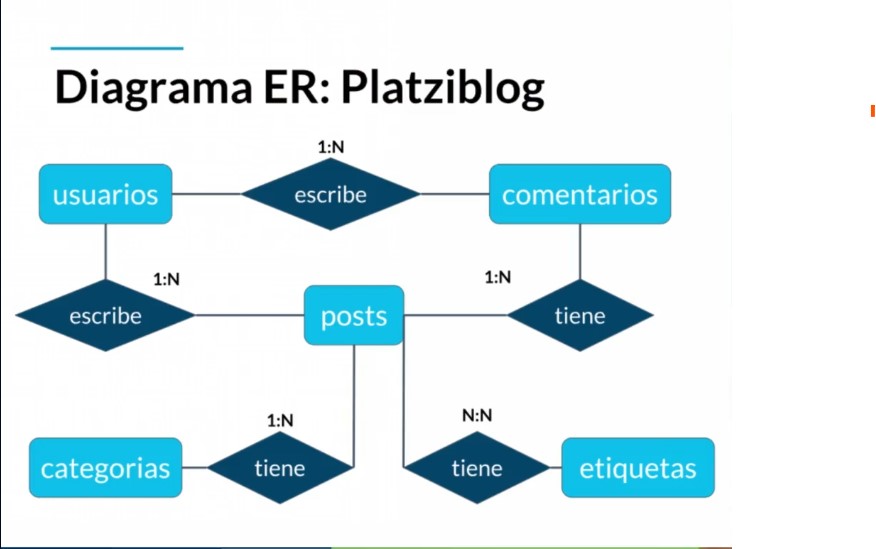 Diagrama ER: Platziblog
1:N
usuarios
escribe
comentarios
1:N
1:N
escribe
posts
tiene
1:N
N:N
categorias
tiene
tiene
etiquetas